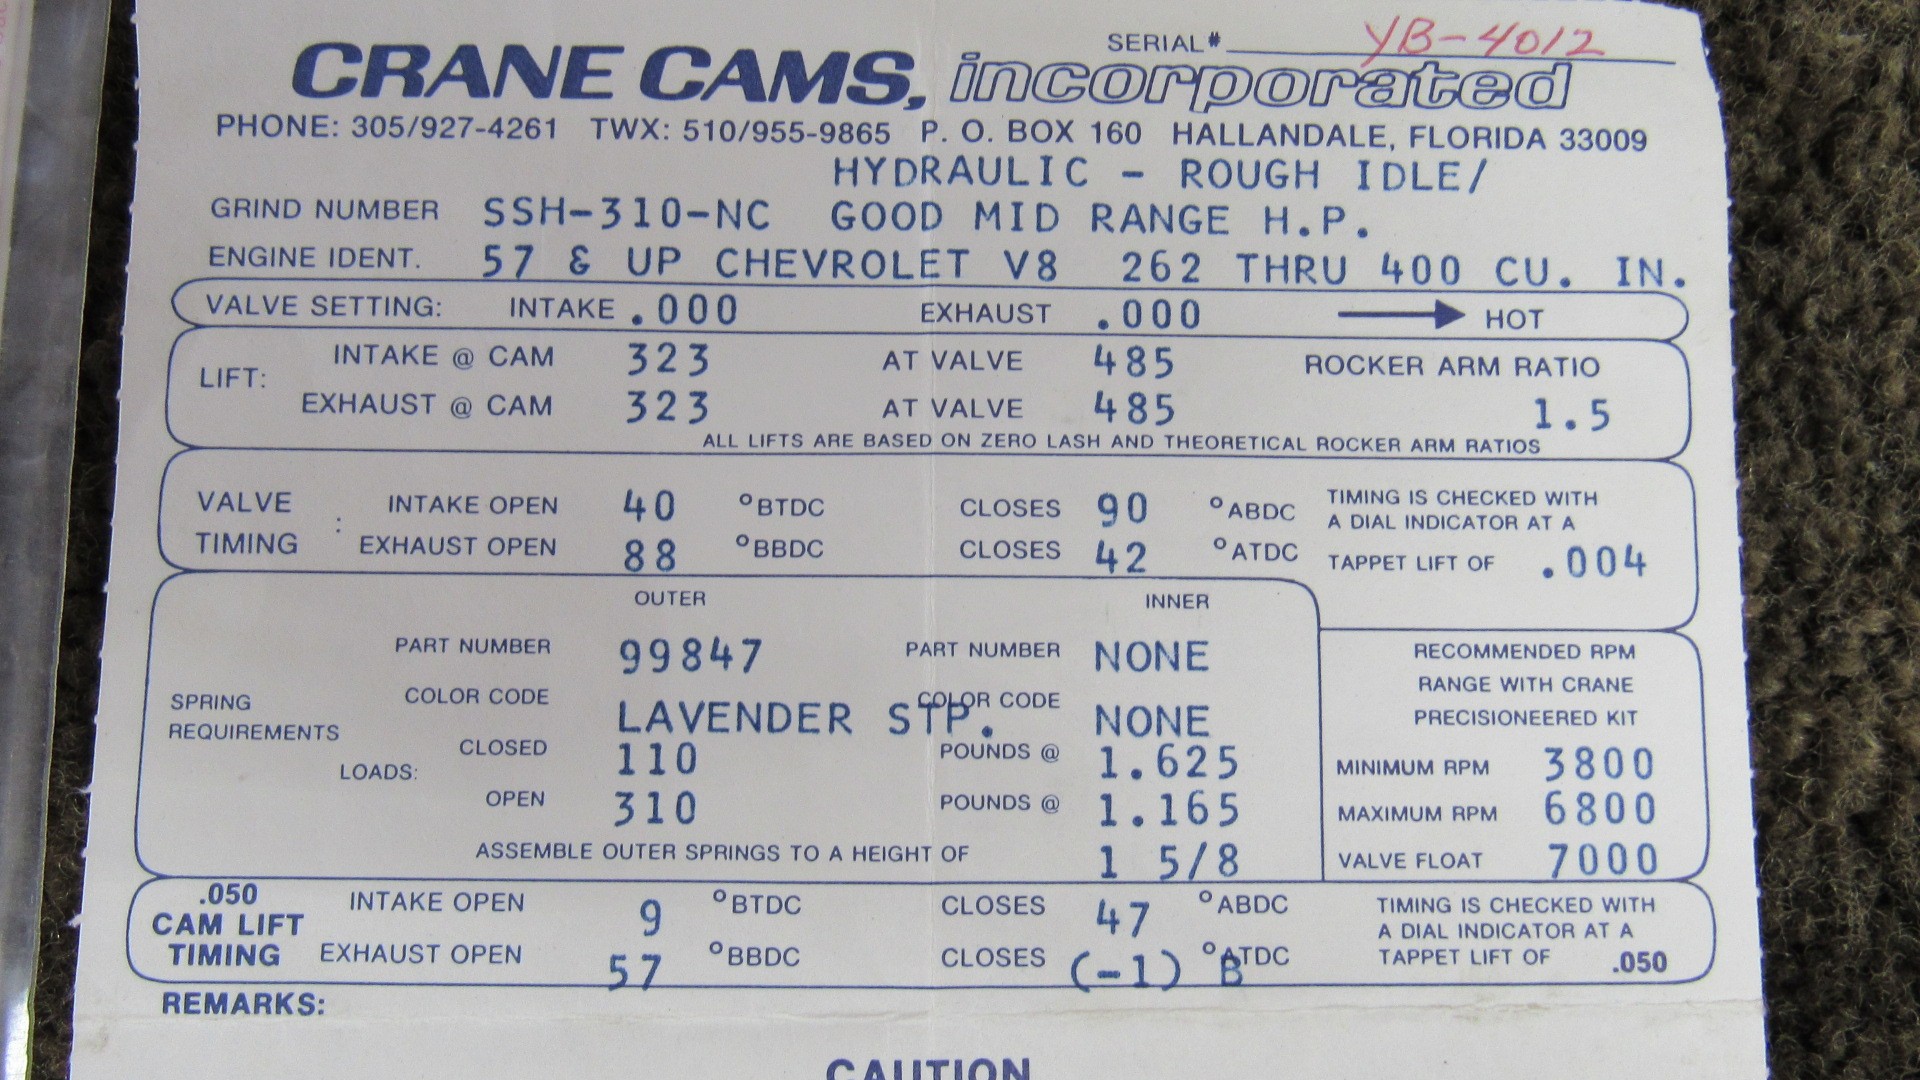 SERIAL# YB-4012
CRANE CAMS, incorporated
PHONE: 305/927-4261 TWX: 510/955-9865 P. O. BOX 160 HALLANDALE, FLORIDA 33009
HYDRAULIC - ROUGH IDLE/
GRIND NUMBER SSH-310-NC GOOD MID RANGE H.P.
ENGINE IDENT. 57 & UP CHEVROLET V8 262 THRU 400 CU. IN.
VALVE SETTING: INTAKE .000 EXHAUST .000 HOT
LIFT: INTAKE @ CAM 323 AT VALVE 485 ROCKER ARM RATIO
EXHAUST @ CAM 323 AT VALVE 485 1.5
ALL LIFTS ARE BASED ON ZERO LASH AND THEORETICAL ROCKER ARM RATIOS
VALVE TIMING : INTAKE OPEN 40 °BTDC CLOSES 90 °ABDC
EXHAUST OPEN 88 °BBDC CLOSES 42 °ATDC
TIMING IS CHECKED WITH
A DIAL INDICATOR AT A
TAPPET LIFT OF .004
OUTER INNER
SPRING REQUIREMENTS
PART NUMBER 99847 PART NUMBER NONE
COLOR CODE LAVENDER STP. COLOR CODE NONE
LOADS: CLOSED 110 POUNDS @ 1.625
OPEN 310 POUNDS @ 1.165
ASSEMBLE OUTER SPRINGS TO A HEIGHT OF 1 5/8
RECOMMENDED RPM
RANGE WITH CRANE
PRECISIONEERED KIT
MINIMUM RPM 3800
MAXIMUM RPM 6800
VALVE FLOAT 7000
.050 CAM LIFT TIMING
INTAKE OPEN 9 °BTDC CLOSES 47 °ABDC
EXHAUST OPEN 57 °BBDC CLOSES (-1) B °ATDC
TIMING IS CHECKED WITH
A DIAL INDICATOR AT A
TAPPET LIFT OF .050
REMARKS:
CAUTION